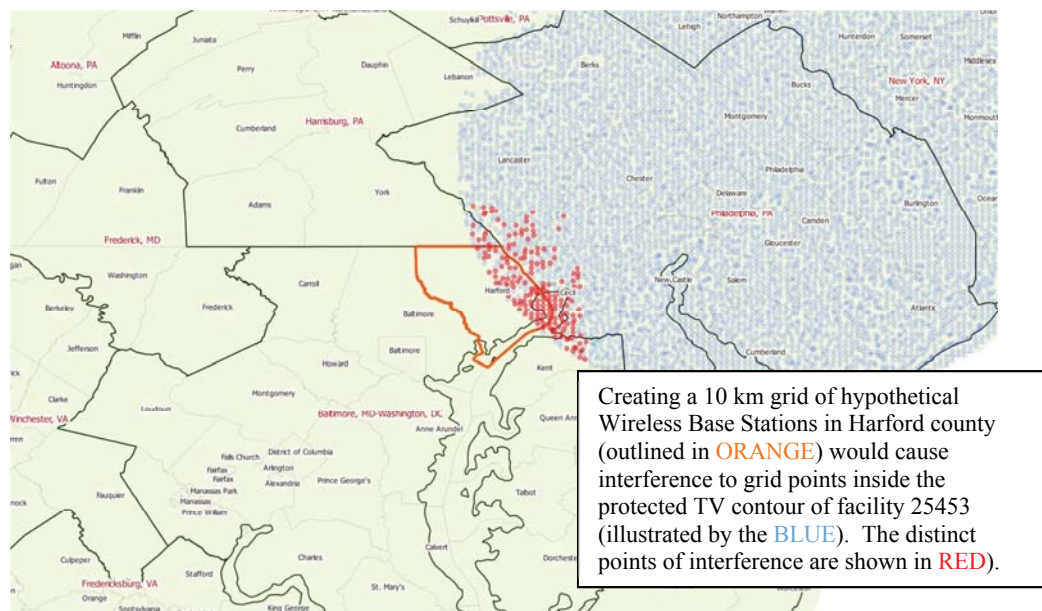 Schuylkill
Pottsville, PA
Northampton
Lehigh
Hunterdon
Somerset
Mifflin
Juniata
Altoona, PA
Huntingdon
Perry
Dauphin
Lebanon
Berks
Middlesex
New York, NY
Mercer
Bucks
Monmouth
Montgomery
Cumberland
Harrisburg, PA
Lancaster
Chester
Philadelphia
Delaware
Philadelphia, PA
Camden
Burlington
Ocean
Gloucester
Fulton
Franklin
Adams
York
Frederick, MD
Washington
Carroll
Harford
Cecil
New Castle
Salem
Atlantic
Berkeley
Frederick
Baltimore
Jefferson
Howard
Baltimore
Kent
Cumberland
Clarke
Montgomery
Winchester, VA
Loudoun
Baltimore, MD-Washington, DC
Anne Arundel
Queen Ann
Falls Church
District of Columbia
Fairfax
Arlington
Fairfax
Manassas Park
Alexandria
Prince George's
Manassas
Prince William
Fauquier
Talbot
Calvert
Culpeper
Charles
Dorchester
Fredericksburg, VA
Stafford
St. Mary's
Orange
Spotsylvania
King George
Creating a 10 km grid of hypothetical
Wireless Base Stations in Harford county
(outlined in ORANGE) would cause
interference to grid points inside the
protected TV contour of facility 25453
(illustrated by the BLUE).  The distinct
points of interference are shown in RED).